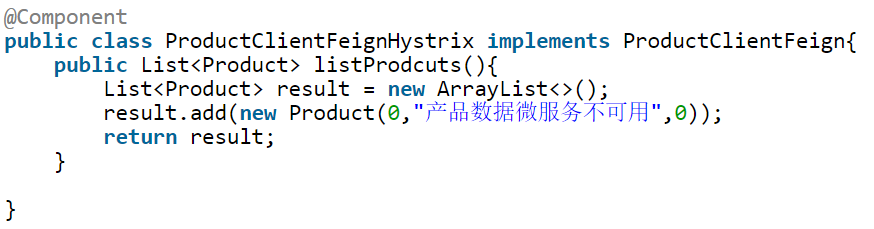 @Component
public class ProductClientFeignHystrix implements ProductClientFeign{
    public List<Product> listProdcuts(){
        List<Product> result = new ArrayList<>();
        result.add(new Product(0,"产品数据微服务不可用",0));
        return result;
    }
}